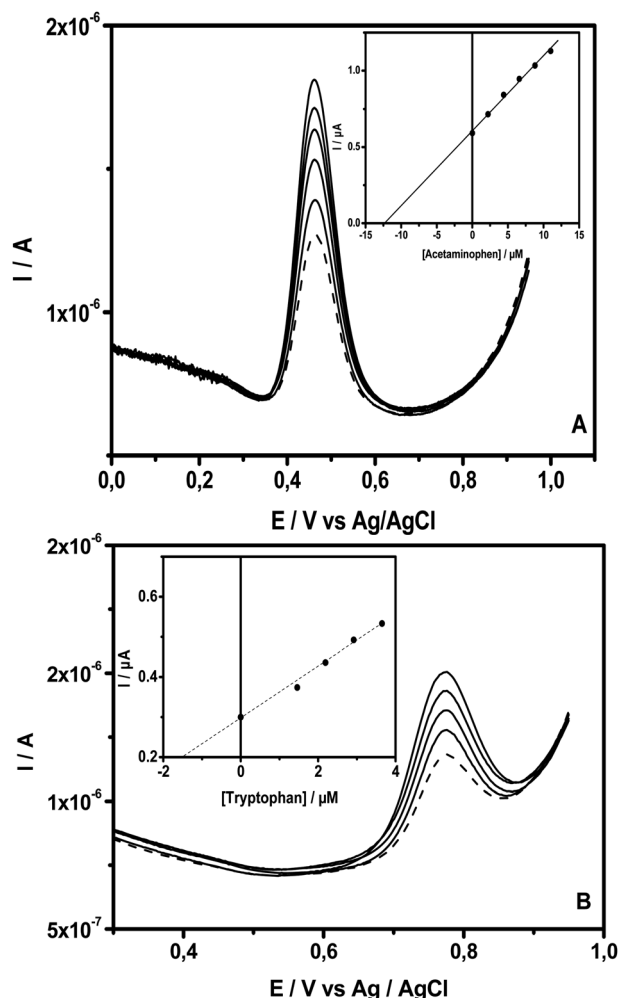 2x10⁻⁶
1x10⁻⁶
I / A
1.0
0.5
0.0
I / µA
-15 -10 -5 0 5 10 15
[Acetaminophen] / µM
A
0,0 0,2 0,4 0,6 0,8 1,0
E / V vs Ag/AgCl
2x10⁻⁶
2x10⁻⁶
1x10⁻⁶
5x10⁻⁷
I / A
0.6
0.4
0.2
I / µA
-2 0 2 4
[Tryptophan] / µM
B
0,4 0,6 0,8 1,0
E / V vs Ag / AgCl